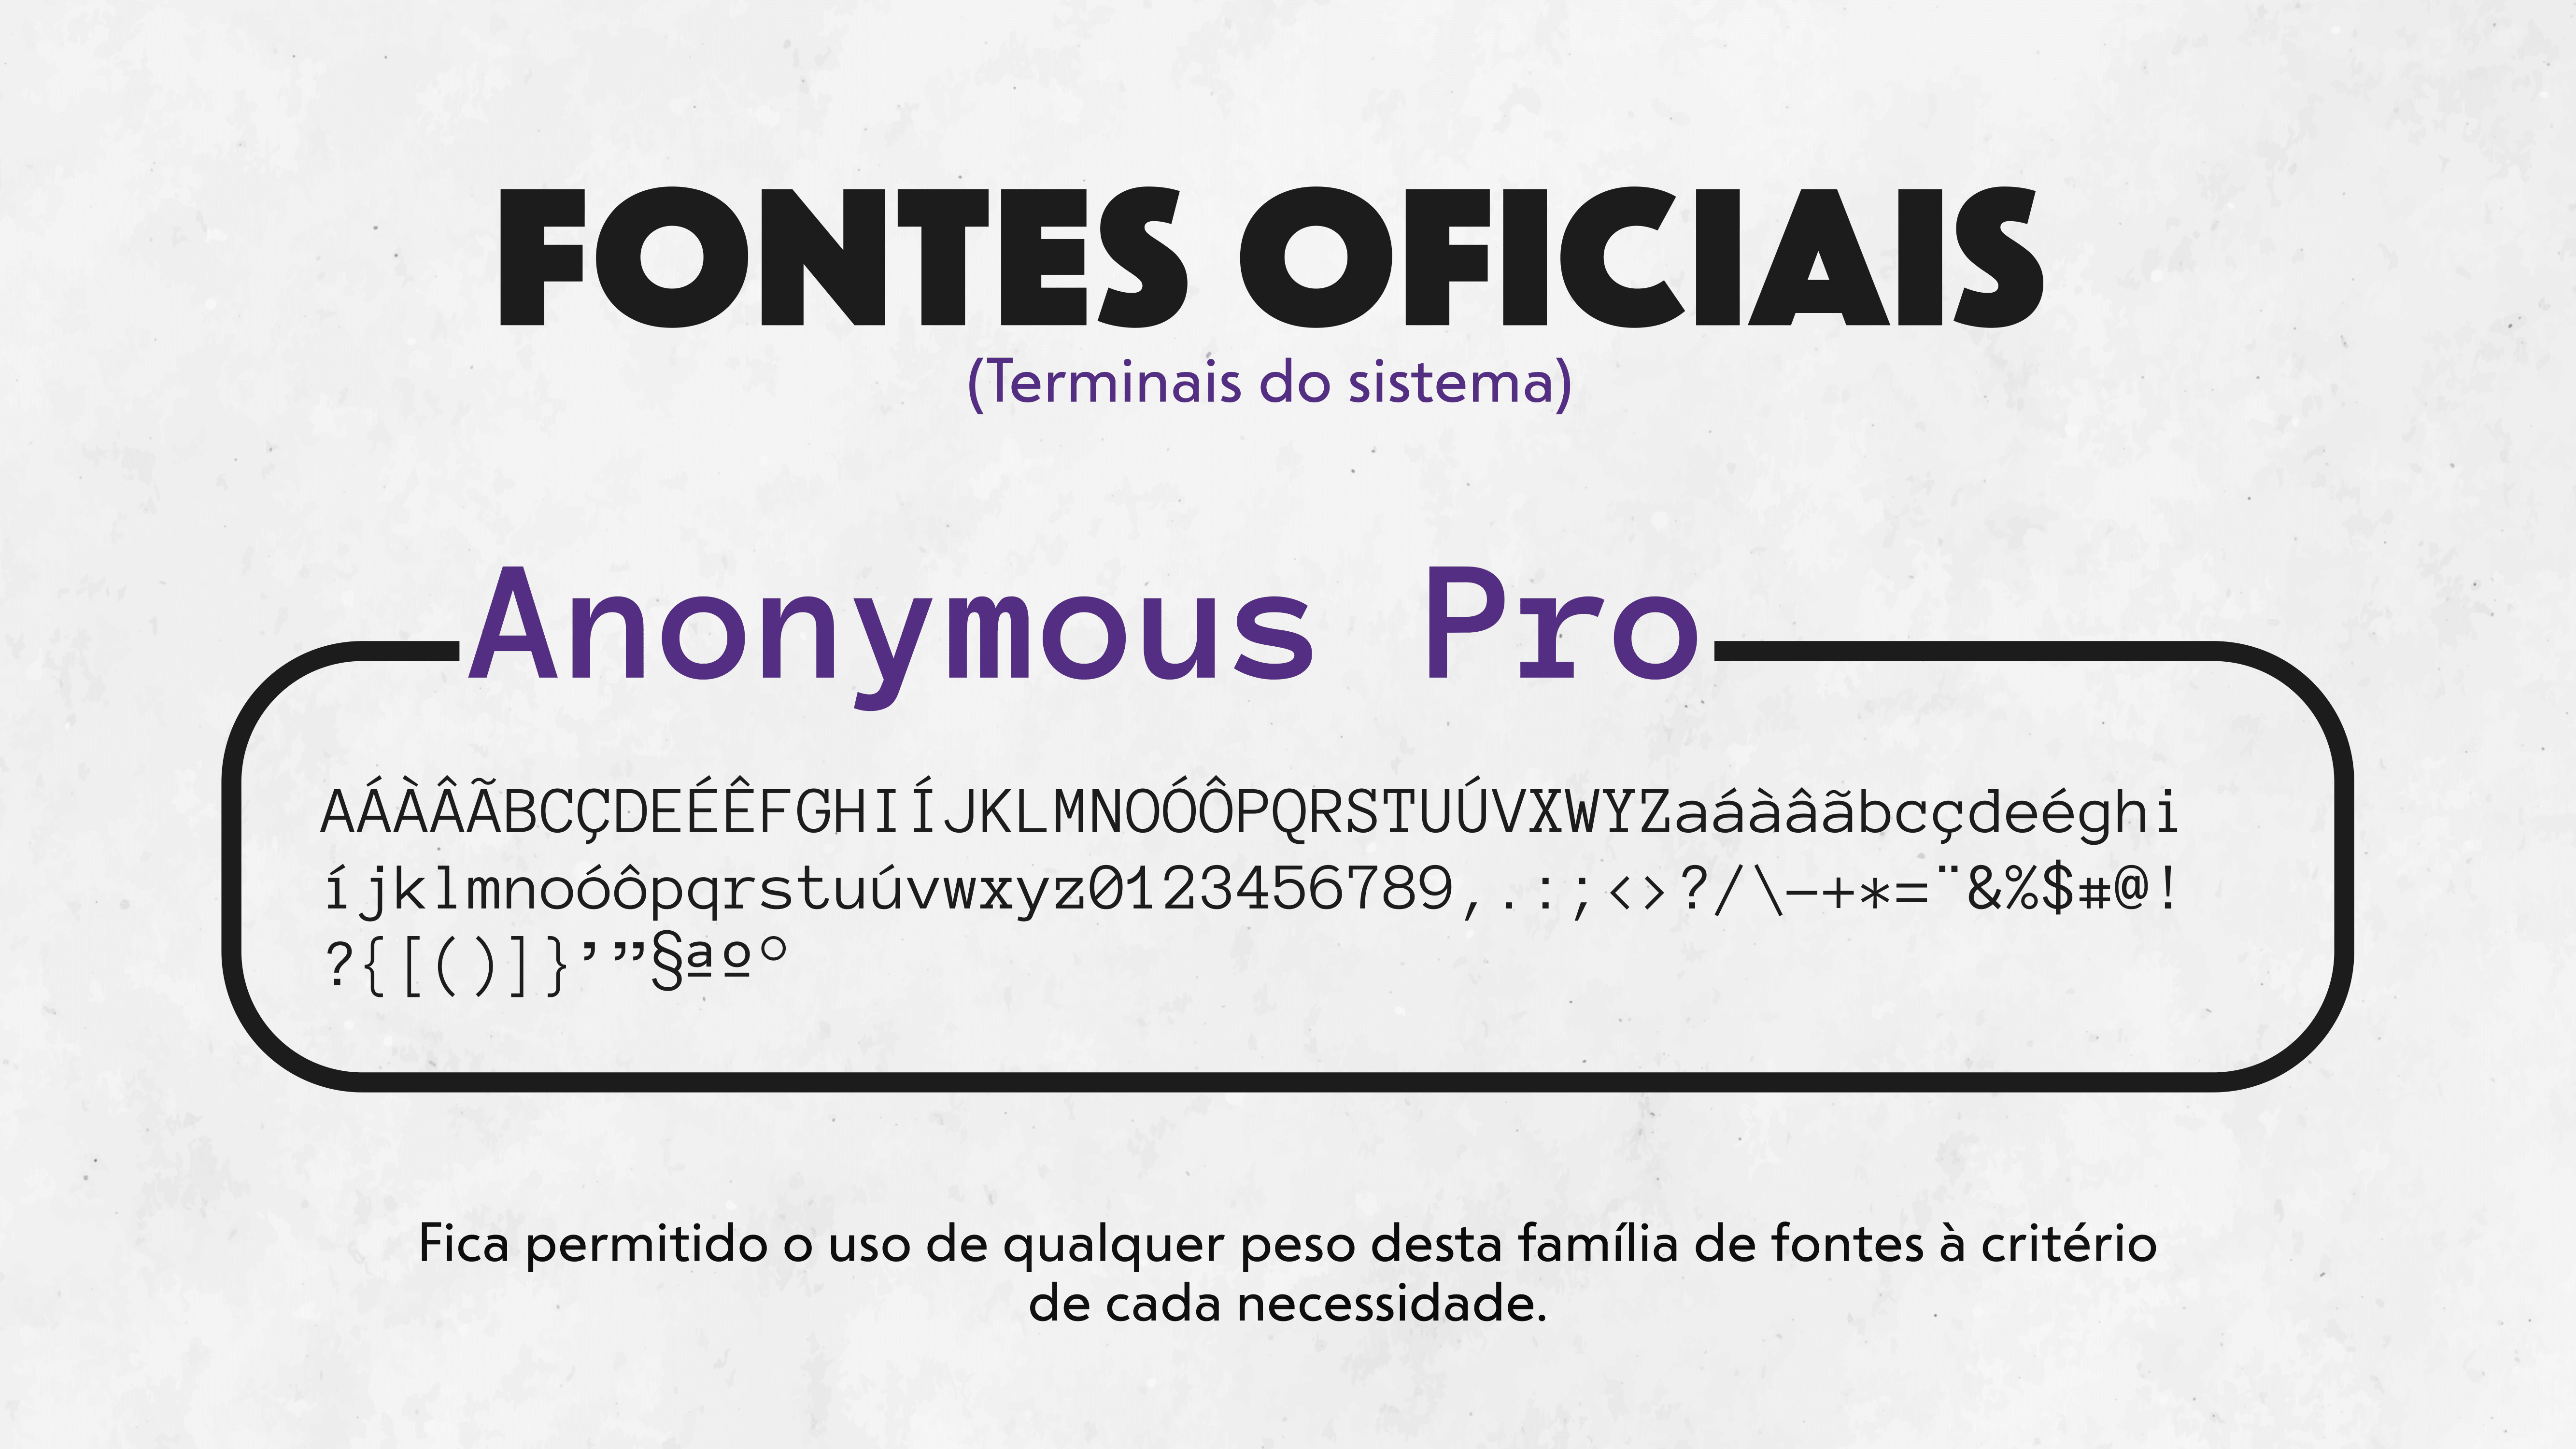 FONTES OFICIAIS
(Terminais do sistema)
Anonymous Pro
AÁÀÂÃBCÇDEÉÊFGHIÍJKLMNOÓÔPQRSTUÚVXWYZaáàâãbcçdeéghi
íjklmnoóôpqrstuúvwxyz0123456789,.:;<>?/\-+*=¨&%$#@!
?{[()]}’”§ªº°
Fica permitido o uso de qualquer peso desta família de fontes à critério
de cada necessidade.